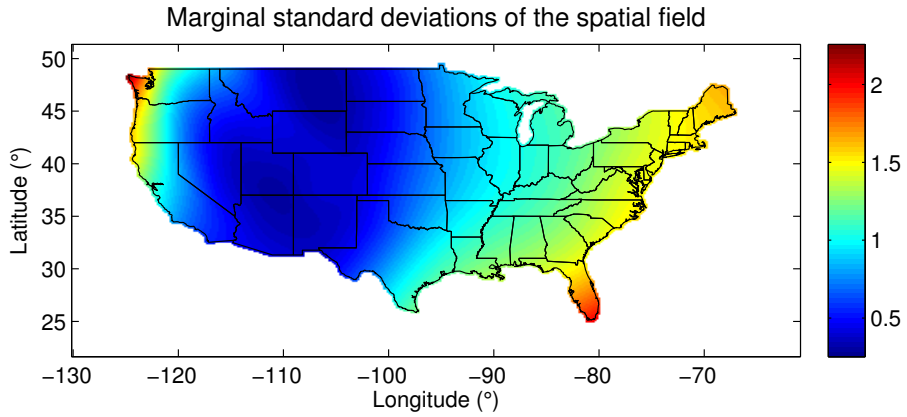 Marginal standard deviations of the spatial field
50
45
40
35
30
25
Latitude (°)
−130 −120 −110 −100 −90 −80 −70
Longitude (°)
2
1.5
1
0.5